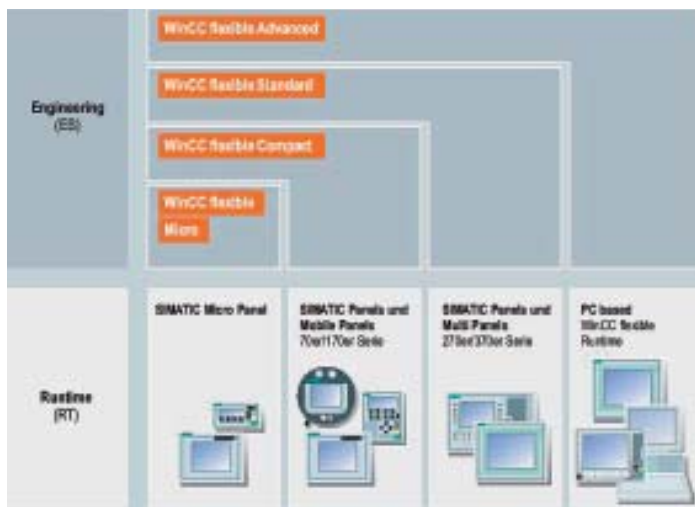 WinCC flexible Advanced
WinCC flexible Standard
Engineering
(ES)
WinCC flexible Compact
WinCC flexible
Micro
SIMATIC Micro Panel
SIMATIC Panels und
Mobile Panels
70er/170er Serie
SIMATIC Panels und
Multi Panels
270er/370er Serie
PC based
WinCC flexible
Runtime
Runtime
(RT)